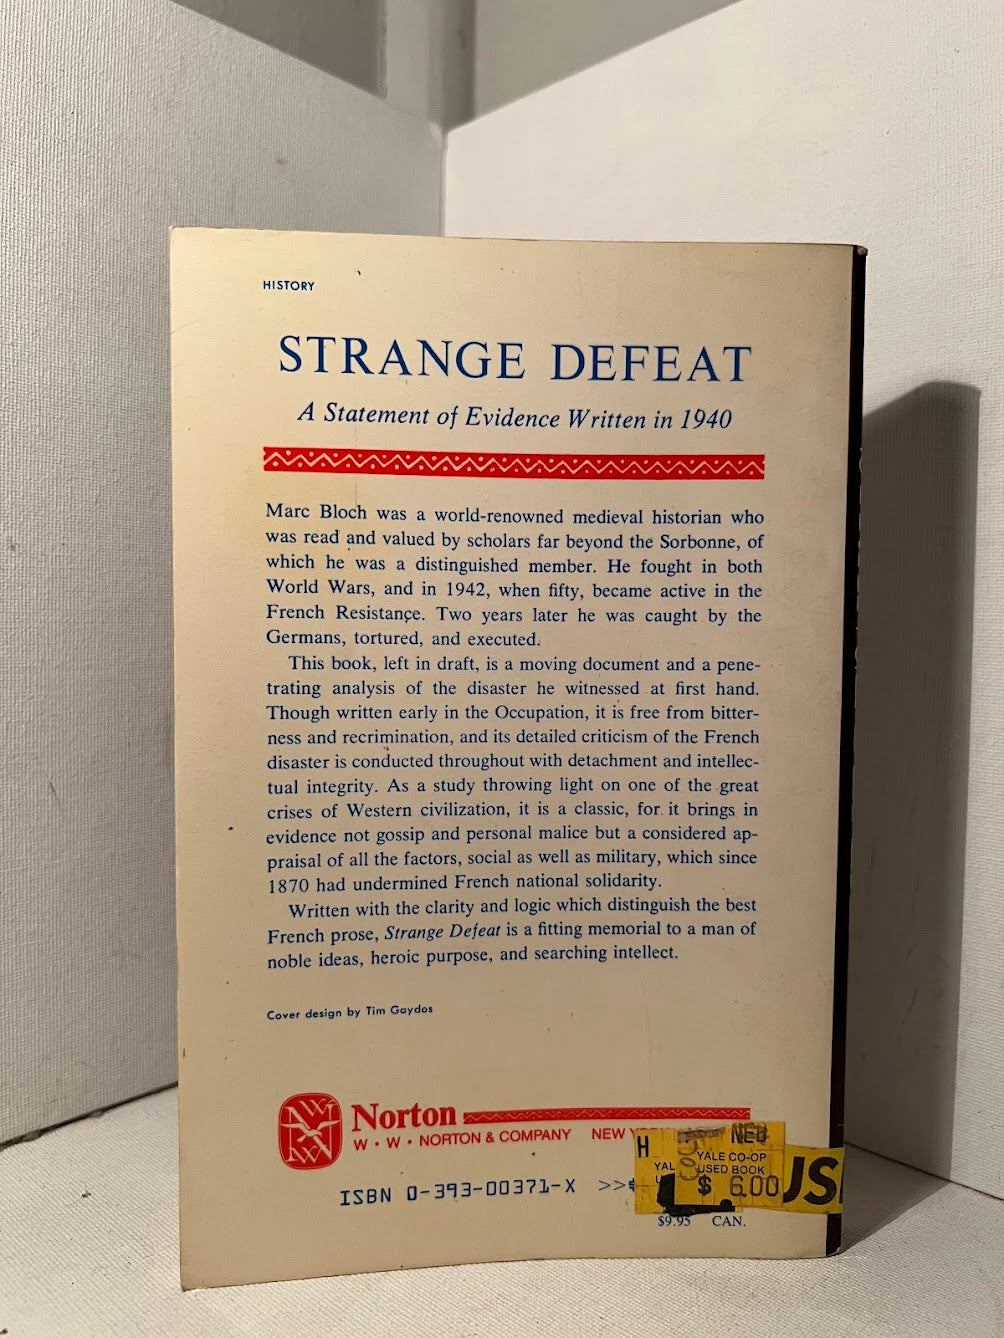 HISTORY
STRANGE DEFEAT
A Statement of Evidence Written in 1940
Marc Bloch was a world-renowned medieval historian who
was read and valued by scholars far beyond the Sorbonne, of
which he was a distinguished member. He fought in both
World Wars, and in 1942, when fifty, became active in the
French Resistance. Two years later he was caught by the
Germans, tortured, and executed.
This book, left in draft, is a moving document and a pene-
trating analysis of the disaster he witnessed at first hand.
Though written early in the Occupation, it is free from bitter-
ness and recrimination, and its detailed criticism of the French
disaster is conducted throughout with detachment and intellec-
tual integrity. As a study throwing light on one of the great
crises of Western civilization, it is a classic, for it brings in
evidence not gossip and personal malice but a considered ap-
praisal of all the factors, social as well as military, which since
1870 had undermined French national solidarity.
Written with the clarity and logic which distinguish the best
French prose, Strange Defeat is a fitting memorial to a man of
noble ideas, heroic purpose, and searching intellect.
Cover design by Tim Gaydos
Norton
W • W • NORTON & COMPANY NEW
H
YALE CO-OP
USED BOOK
$ 6.00
ISBN 0-393-00371-X >>$
$9.95 CAN.